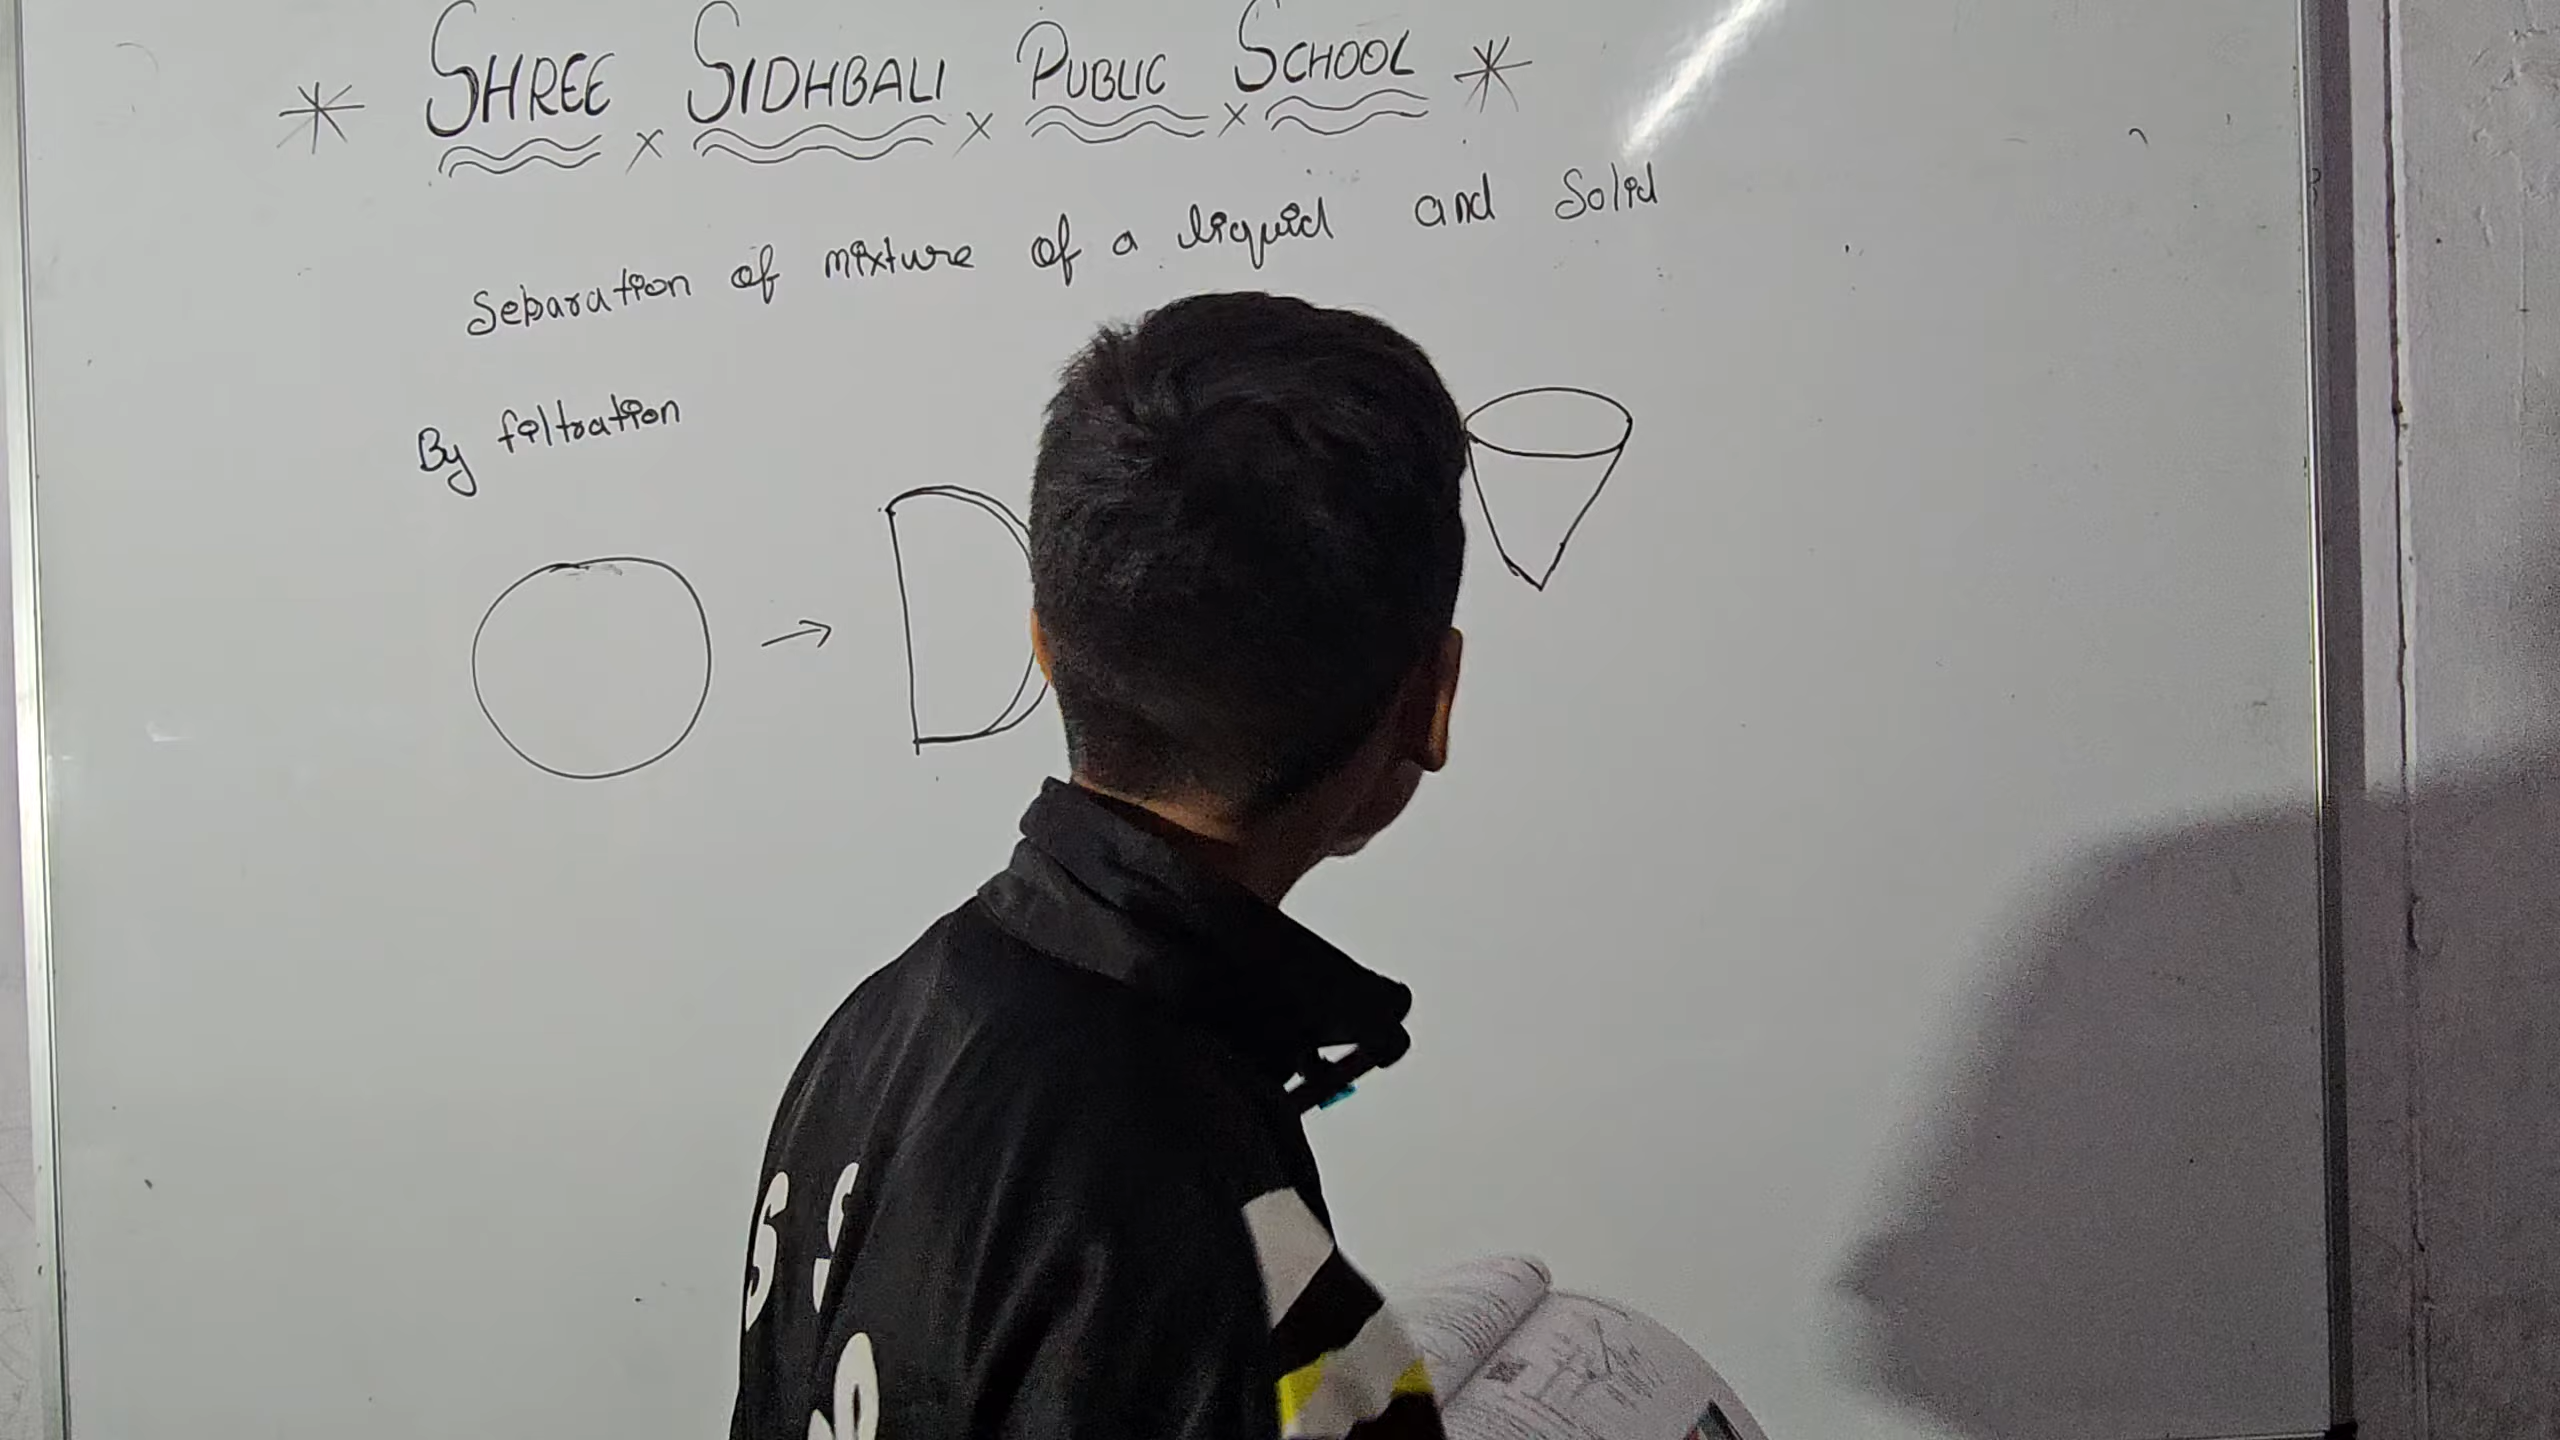 * SHREE x SIDHBALI x PUBLIC x SCHOOL *
Separation of mixture of a liquid and Solid
By filtration